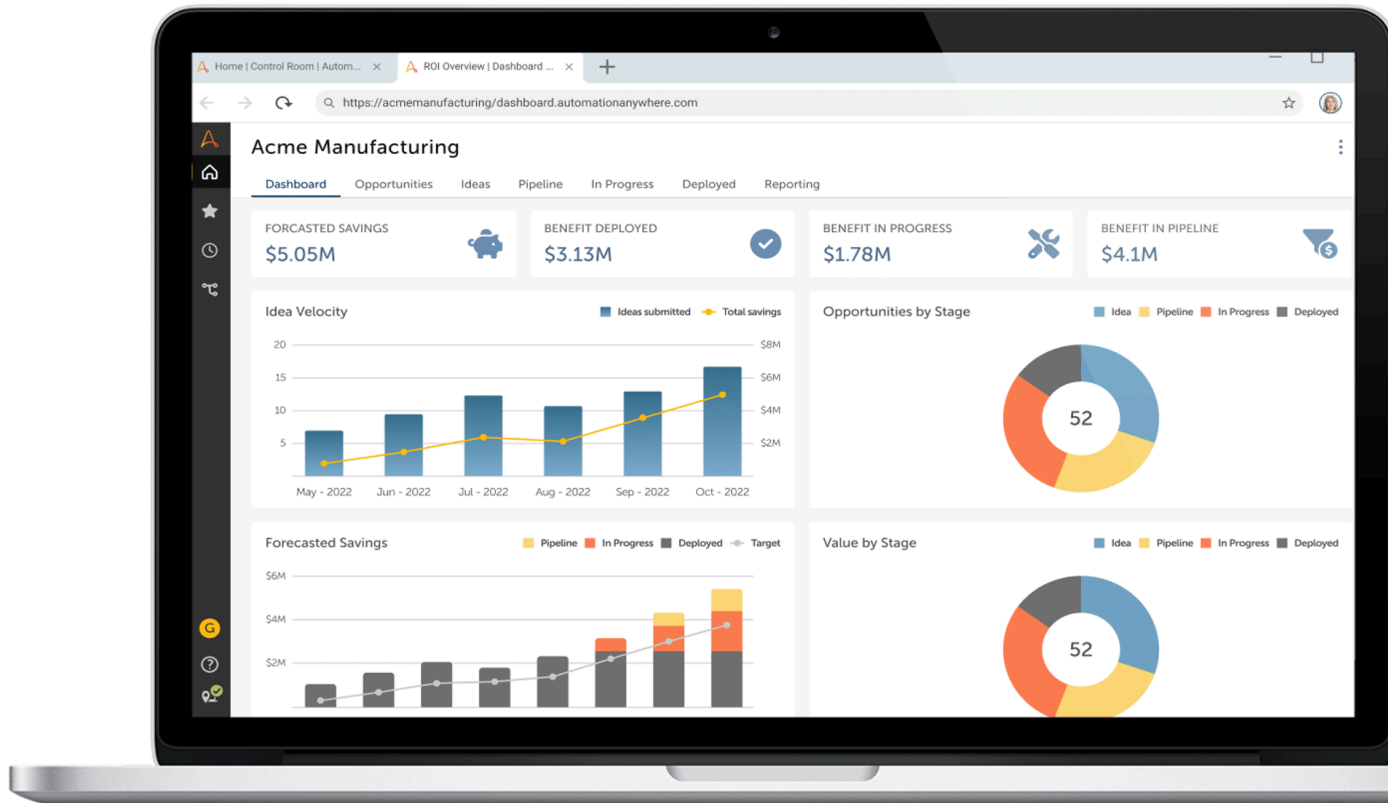 Home | Control Room | Autom...
ROI Overview | Dashboard ...
https://acmemanufacturing/dashboard.automationanywhere.com
Acme Manufacturing
Dashboard Opportunities Ideas Pipeline In Progress Deployed Reporting
FORCASTED SAVINGS
$5.05M
BENEFIT DEPLOYED
$3.13M
BENEFIT IN PROGRESS
$1.78M
BENEFIT IN PIPELINE
$4.1M
Idea Velocity
Ideas submitted Total savings
20 $8M
15 $6M
10 $4M
5 $2M
May - 2022 Jun - 2022 Jul - 2022 Aug - 2022 Sep - 2022 Oct - 2022
Opportunities by Stage
Idea Pipeline In Progress Deployed
52
Forecasted Savings
Pipeline In Progress Deployed Target
$6M
$4M
$2M
Value by Stage
Idea Pipeline In Progress Deployed
52
G
?